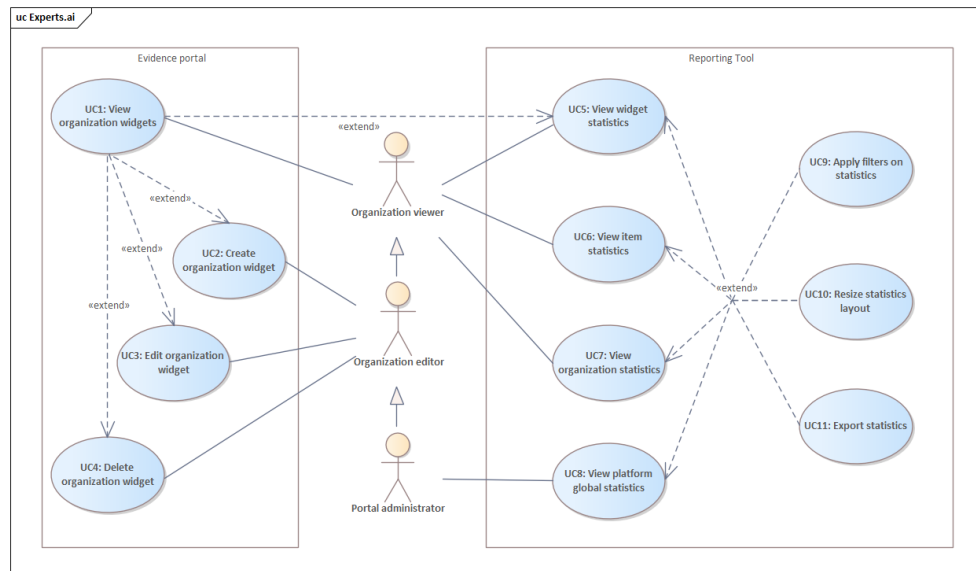 uc Experts.ai
Evidence portal
Reporting Tool
UC1: View
organization widgets
UC5: View widget
statistics
«extend»
UC9: Apply filters on
statistics
«extend»
Organization viewer
UC2: Create
organization widget
UC6: View item
statistics
«extend»
«extend»
UC10: Resize statistics
layout
«extend»
UC3: Edit organization
widget
Organization editor
UC7: View
organization statistics
UC11: Export statistics
UC4: Delete
organization widget
UC8: View platform
global statistics
Portal administrator